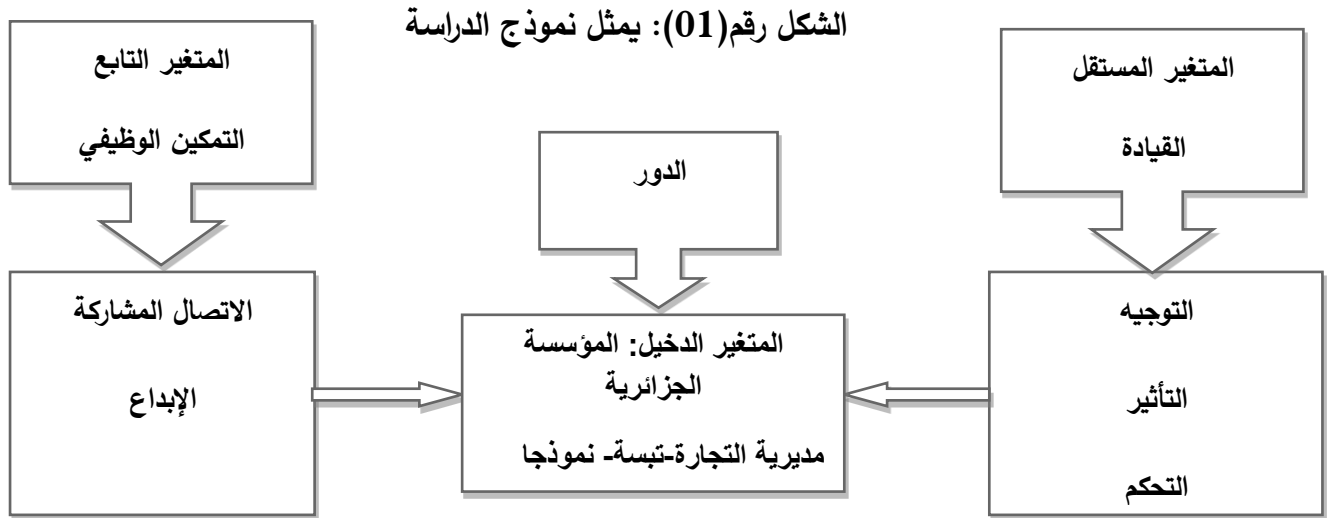 الشكل رقم(01): يمثل نموذج الدراسة
المتغير المستقل
القيادة
الدور
المتغير التابع
التمكين الوظيفي
التوجيه
التأثير
التحكم
المتغير الدخيل: المؤسسة
الجزائرية
مديرية التجارة-تبسة- نموذجا
الاتصال المشاركة
الإبداع